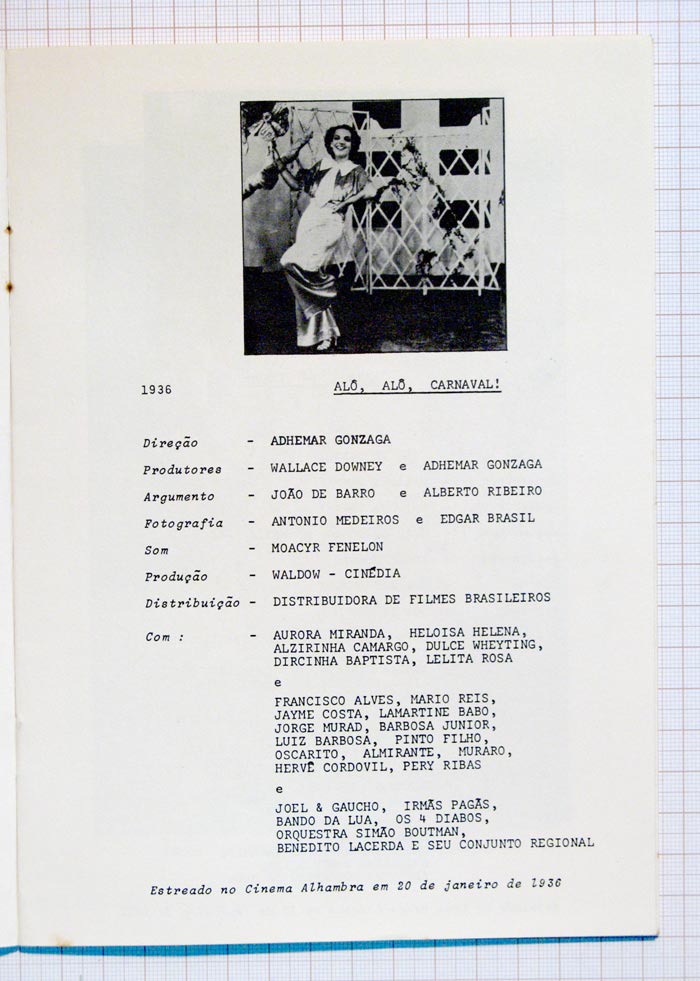 1936 ALÔ, ALÔ, CARNAVAL!
Direção - ADHEMAR GONZAGA
Produtores - WALLACE DOWNEY e ADHEMAR GONZAGA
Argumento - JOÃO DE BARRO e ALBERTO RIBEIRO
Fotografia - ANTONIO MEDEIROS e EDGAR BRASIL
Som - MOACYR FENELON
Produção - WALDOW - CINÉDIA
Distribuição - DISTRIBUIDORA DE FILMES BRASILEIROS
Com : - AURORA MIRANDA, HELOISA HELENA,
ALZIRINHA CAMARGO, DULCE WHEYTING,
DIRCINHA BAPTISTA, LELITA ROSA
e
FRANCISCO ALVES, MARIO REIS,
JAYME COSTA, LAMARTINE BABO,
JORGE MURAD, BARBOSA JUNIOR,
LUIZ BARBOSA, PINTO FILHO,
OSCARITO, ALMIRANTE, MURARO,
HERVÊ CORDOVIL, PERY RIBAS
e
JOEL & GAUCHO, IRMÃS PAGÃS,
BANDO DA LUA, OS 4 DIABOS,
ORQUESTRA SIMÃO BOUTMAN,
BENEDITO LACERDA E SEU CONJUNTO REGIONAL
Estreado no Cinema Alhambra em 20 de janeiro de 1936